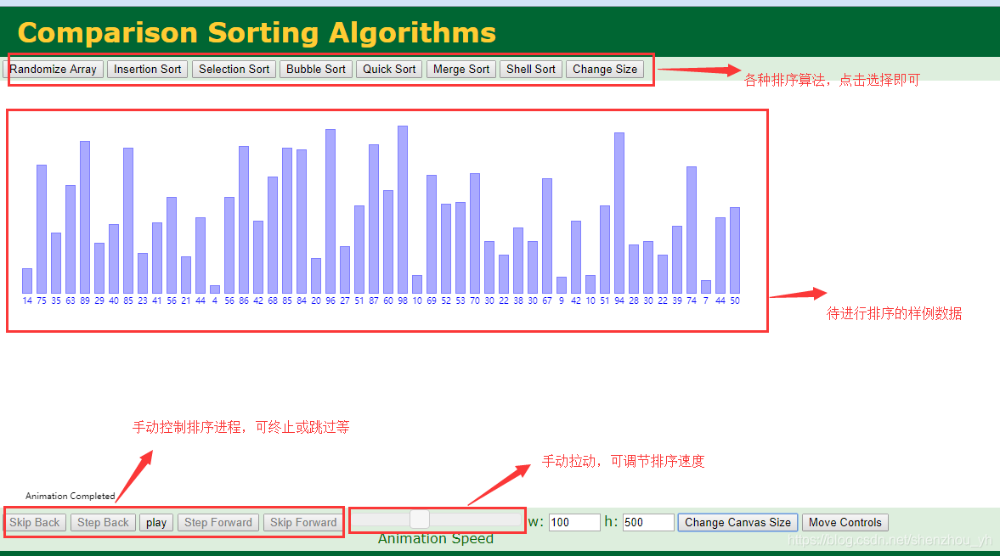 Comparison Sorting Algorithms
Randomize Array Insertion Sort Selection Sort Bubble Sort Quick Sort Merge Sort Shell Sort Change Size
各种排序算法，点击选择即可
14 75 35 63 89 29 40 85 23 41 56 21 44 4 56 86 42 68 85 84 20 96 27 51 87 60 98 10 69 52 53 70 30 22 38 30 67 9 42 10 51 94 28 30 22 39 74 7 44 50
待进行排序的样例数据
手动控制排序进程，可终止或跳过等
手动拉动，可调节排序速度
Animation Completed
Skip Back Step Back play Step Forward Skip Forward w: 100 h: 500 Change Canvas Size Move Controls
Animation Speed
https://blog.csdn.net/shenzhou_yh